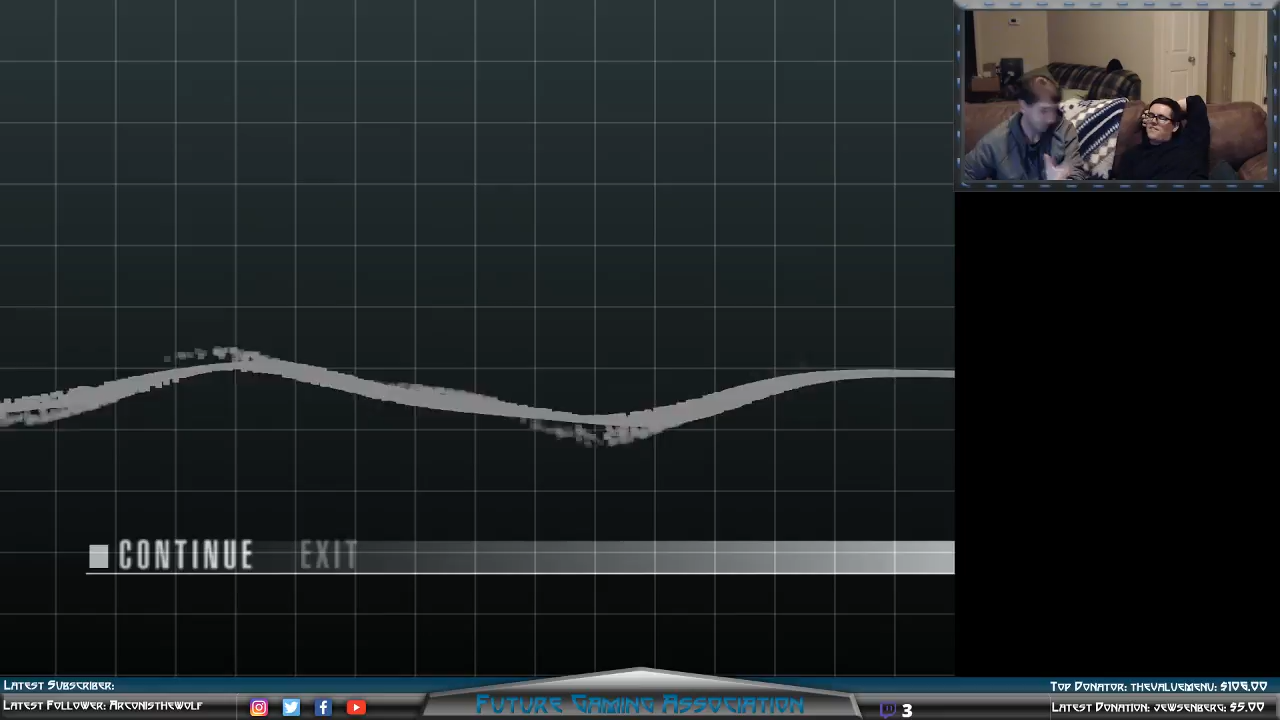 CONTINUE EXIT
Latest Subscriber:
Latest Follower: Arconisthewolf
Future Gaming Association
3
Top Donator: thevaluemenu: $106.00
Latest Donation: jewsenberg: $5.00